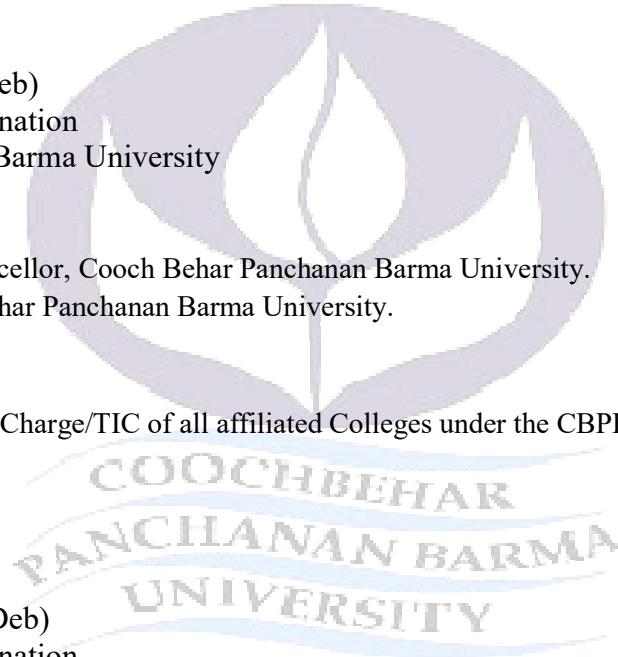 eb)
nation
Barma University
cellor, Cooch Behar Panchanan Barma University.
har Panchanan Barma University.
Charge/TIC of all affiliated Colleges under the CBP
COOCHBEHAR
PANCHANAN BARMA
UNIVERSITY
Deb)
nation